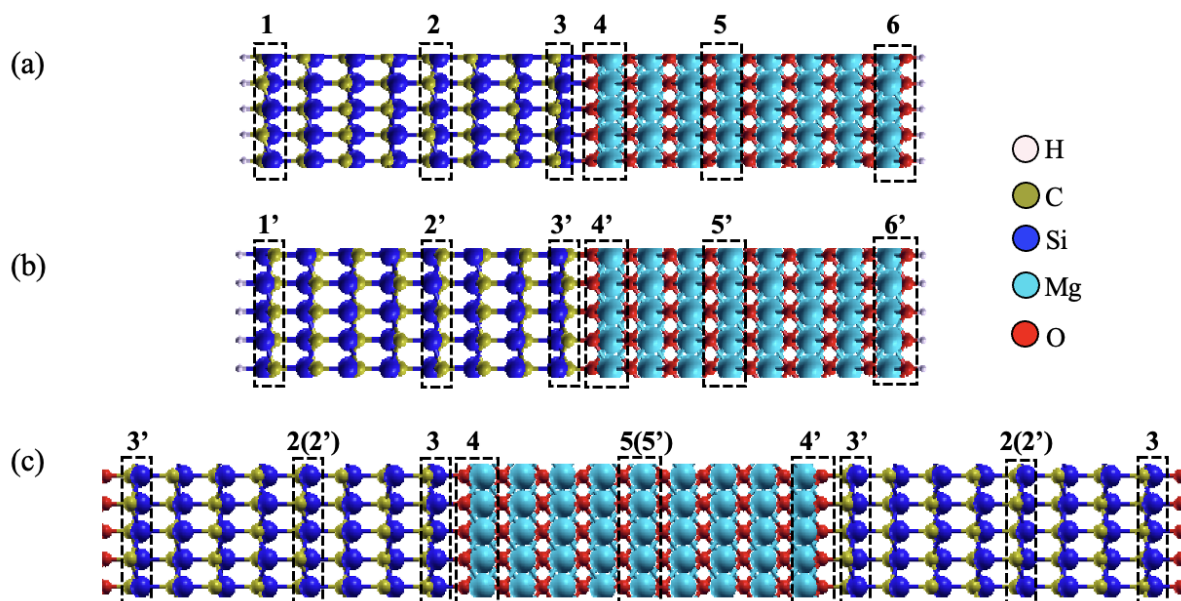 1 2 3 4 5 6
(a)
1’ 2’ 3’ 4’ 5’ 6’
(b)
3’ 2(2’) 3 4 5(5’) 4’ 3’ 2(2’) 3
(c)
H
C
Si
Mg
O